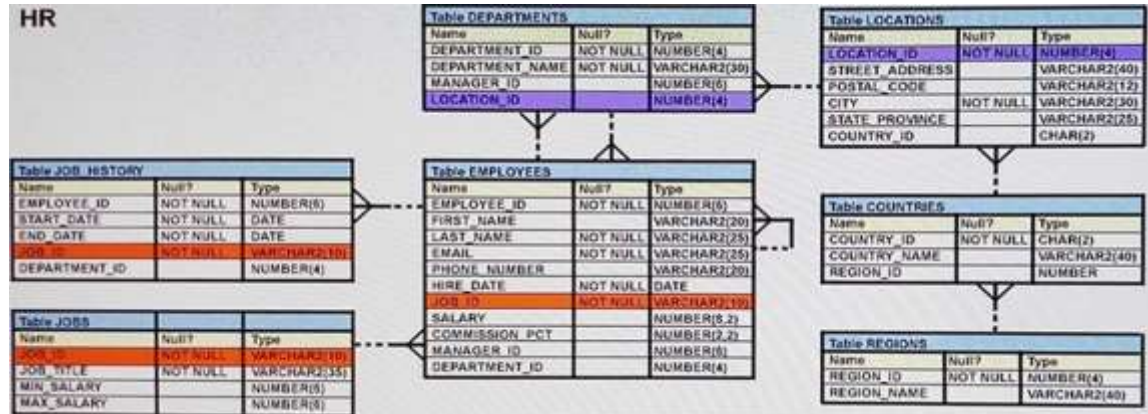 HR
Table DEPARTMENTS
Name Null? Type
DEPARTMENT_ID NOT NULL NUMBER(4)
DEPARTMENT_NAME NOT NULL VARCHAR2(30)
MANAGER_ID NUMBER(6)
LOCATION_ID NUMBER(4)
Table LOCATIONS
Name Null? Type
LOCATION_ID NOT NULL NUMBER(4)
STREET_ADDRESS VARCHAR2(40)
POSTAL_CODE VARCHAR2(12)
CITY NOT NULL VARCHAR2(30)
STATE_PROVINCE VARCHAR2(25)
COUNTRY_ID CHAR(2)
Table JOB_HISTORY
Name Null? Type
EMPLOYEE_ID NOT NULL NUMBER(6)
START_DATE NOT NULL DATE
END_DATE NOT NULL DATE
JOB_ID NOT NULL VARCHAR2(10)
DEPARTMENT_ID NUMBER(4)
Table EMPLOYEES
Name Null? Type
EMPLOYEE_ID NOT NULL NUMBER(6)
FIRST_NAME VARCHAR2(20)
LAST_NAME NOT NULL VARCHAR2(25)
EMAIL NOT NULL VARCHAR2(25)
PHONE_NUMBER VARCHAR2(20)
HIRE_DATE NOT NULL DATE
JOB_ID NOT NULL VARCHAR2(10)
SALARY NUMBER(8,2)
COMMISSION_PCT NUMBER(2,2)
MANAGER_ID NUMBER(6)
DEPARTMENT_ID NUMBER(4)
Table COUNTRIES
Name Null? Type
COUNTRY_ID NOT NULL CHAR(2)
COUNTRY_NAME VARCHAR2(40)
REGION_ID NUMBER
Table JOBS
Name Null? Type
JOB_ID NOT NULL VARCHAR2(10)
JOB_TITLE NOT NULL VARCHAR2(35)
MIN_SALARY NUMBER(6)
MAX_SALARY NUMBER(6)
Table REGIONS
Name Null? Type
REGION_ID NOT NULL NUMBER(4)
REGION_NAME VARCHAR2(40)